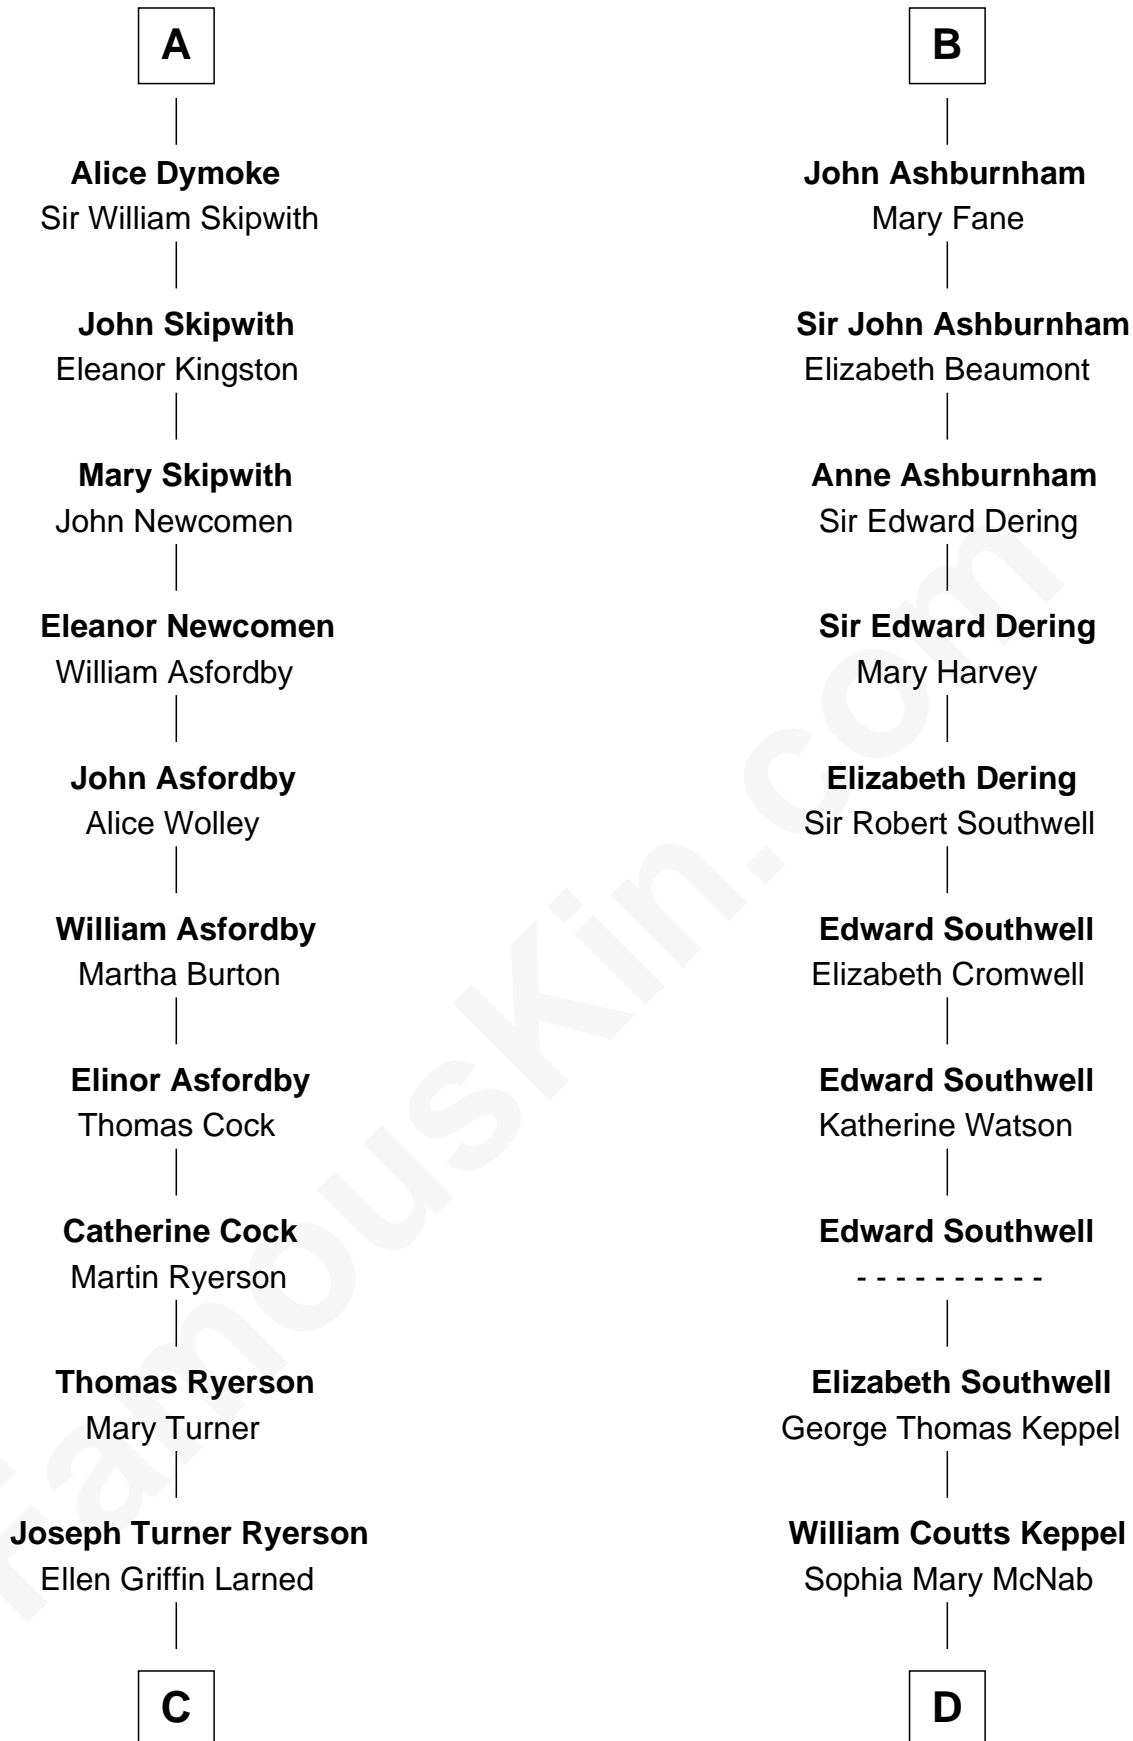 A
Alice Dymoke
Sir William Skipwith
John Skipwith
Eleanor Kingston
Mary Skipwith
John Newcomen
Eleanor Newcomen
William Asfordby
John Asfordby
Alice Wolley
William Asfordby
Martha Burton
Elinor Asfordby
Thomas Cock
Catherine Cock
Martin Ryerson
Thomas Ryerson
Mary Turner
Joseph Turner Ryerson
Ellen Griffin Larned
C
B
John Ashburnham
Mary Fane
Sir John Ashburnham
Elizabeth Beaumont
Anne Ashburnham
Sir Edward Dering
Sir Edward Dering
Mary Harvey
Elizabeth Dering
Sir Robert Southwell
Edward Southwell
Elizabeth Cromwell
Edward Southwell
Katherine Watson
Edward Southwell
- - - - - - - - - -
Elizabeth Southwell
George Thomas Keppel
William Coutts Keppel
Sophia Mary McNab
D
FamousKin.com